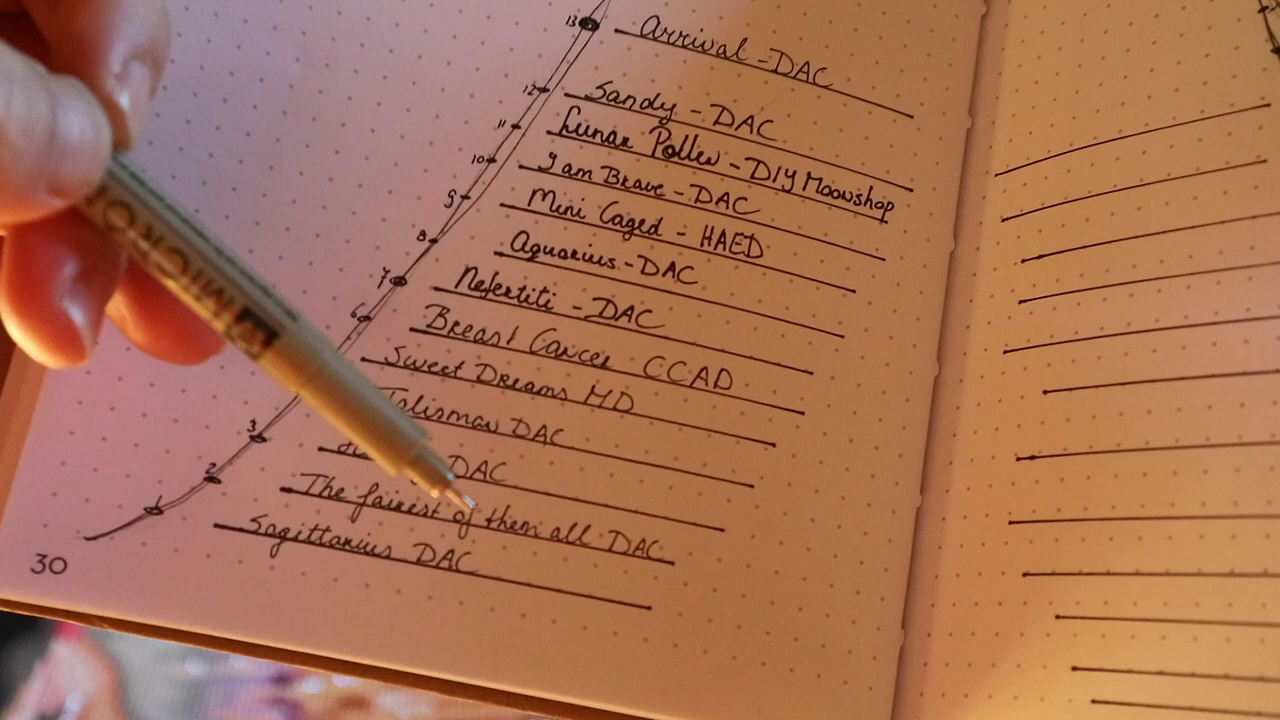 13 Arrival - DAC
12 Sandy - DAC
11 Lunar Pollen - DIY Moonshop
10 I am Brave - DAC
9 Mini Caged - HAED
8 Aquarius - DAC
7 Nefertiti - DAC
6 Breast Cancer CCAD
Sweet Dreams MD
Talisman DAC
3 DAC
2 The fairest of them all DAC
1 Sagittarius DAC
30
MICRO